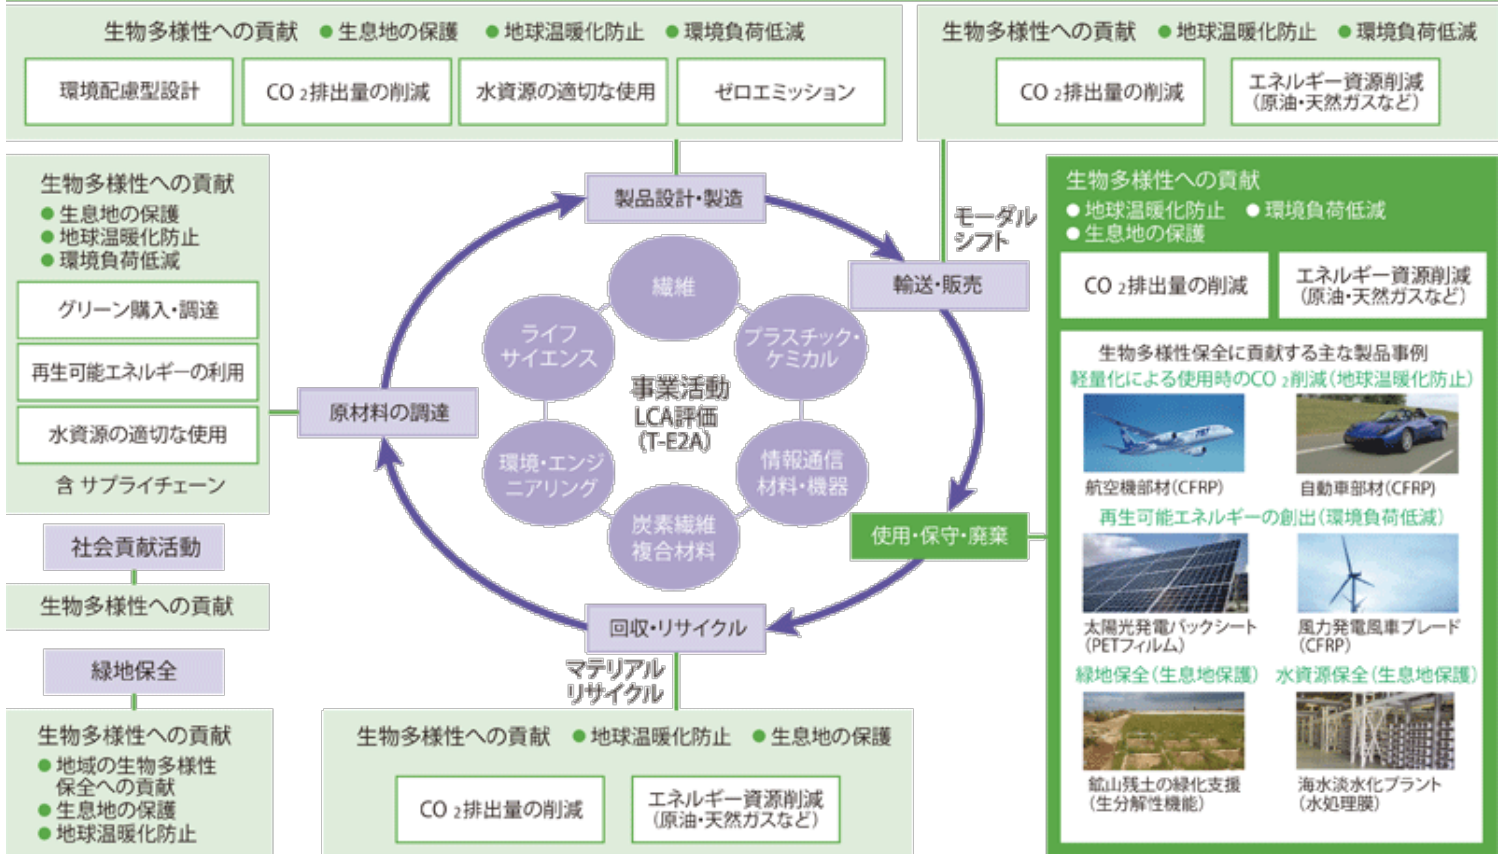 生物多様性への貢献 ●生息地の保護 ●地球温暖化防止 ●環境負荷低減
環境配慮型設計
CO2排出量の削減
水資源の適切な使用
ゼロエミッション
生物多様性への貢献 ●地球温暖化防止 ●環境負荷低減
CO2排出量の削減
エネルギー資源削減
(原油・天然ガスなど)
生物多様性への貢献
●生息地の保護
●地球温暖化防止
●環境負荷低減
グリーン購入・調達
再生可能エネルギーの利用
水資源の適切な使用
含 サプライチェーン
社会貢献活動
生物多様性への貢献
緑地保全
生物多様性への貢献
●地域の生物多様性
保全への貢献
●生息地の保護
●地球温暖化防止
製品設計・製造
モーダル
シフト
輸送・販売
使用・保守・廃棄
回収・リサイクル
マテリアル
リサイクル
原材料の調達
繊維
プラスチック・
ケミカル
情報通信
材料・機器
炭素繊維
複合材料
環境・エンジ
ニアリング
ライフ
サイエンス
事業活動
LCA評価
(T-E2A)
生物多様性への貢献 ●地球温暖化防止 ●生息地の保護
CO2排出量の削減
エネルギー資源削減
(原油・天然ガスなど)
生物多様性への貢献
●地球温暖化防止 ●環境負荷低減
●生息地の保護
CO2排出量の削減
エネルギー資源削減
(原油・天然ガスなど)
生物多様性保全に貢献する主な製品事例
軽量化による使用時のCO2削減(地球温暖化防止)
航空機部材(CFRP)
自動車部材(CFRP)
再生可能エネルギーの創出(環境負荷低減)
太陽光発電バックシート
(PETフィルム)
風力発電風車ブレード
(CFRP)
緑地保全(生息地保護)
水資源保全(生息地保護)
鉱山残土の緑化支援
(生分解性機能)
海水淡水化プラント
(水処理膜)